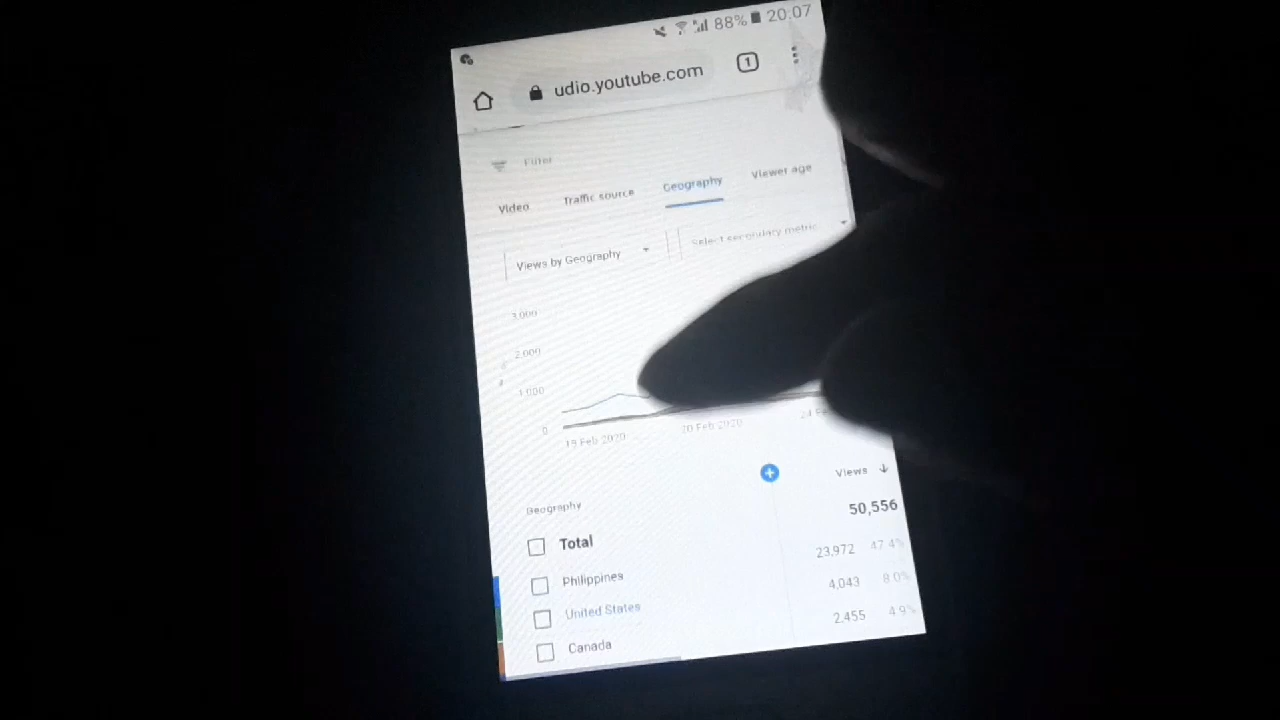 88% 20:07
udio.youtube.com 1
Filter
Video Traffic source Geography Viewer age
Views by Geography Select secondary metric
3,000
2,000
1,000
0
19 Feb 2020 20 Feb 2020 24 Fe
Views
Geography
50,556
Total
23,972 47.4%
Philippines
4,043 8.0%
United States
2,455 4.9%
Canada